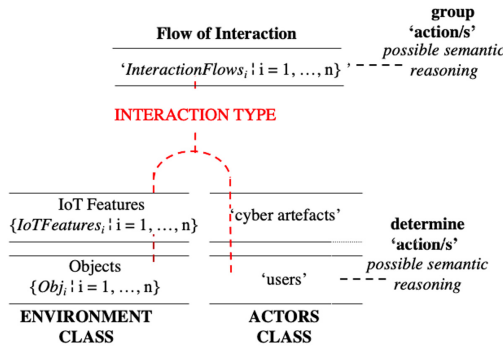 group
'action/s'
possible semantic
reasoning
Flow of Interaction
'InteractionFlows_i ¦ i = 1, …, n} '
INTERACTION TYPE
IoT Features
{IoTFeatures_i ¦ i = 1, …, n}
'cyber artefacts'
Objects
{Obj_i ¦ i = 1, …, n}
'users'
determine
'action/s'
possible semantic
reasoning
ENVIRONMENT
CLASS
ACTORS
CLASS